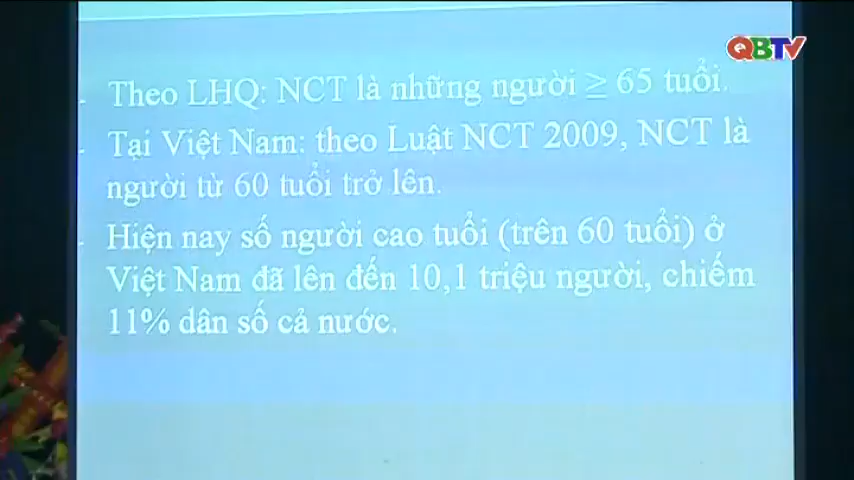 QBTV
- Theo LHQ: NCT là những người ≥ 65 tuổi.
- Tại Việt Nam: theo Luật NCT 2009, NCT là
người từ 60 tuổi trở lên.
- Hiện nay số người cao tuổi (trên 60 tuổi) ở
Việt Nam đã lên đến 10,1 triệu người, chiếm
11% dân số cả nước.